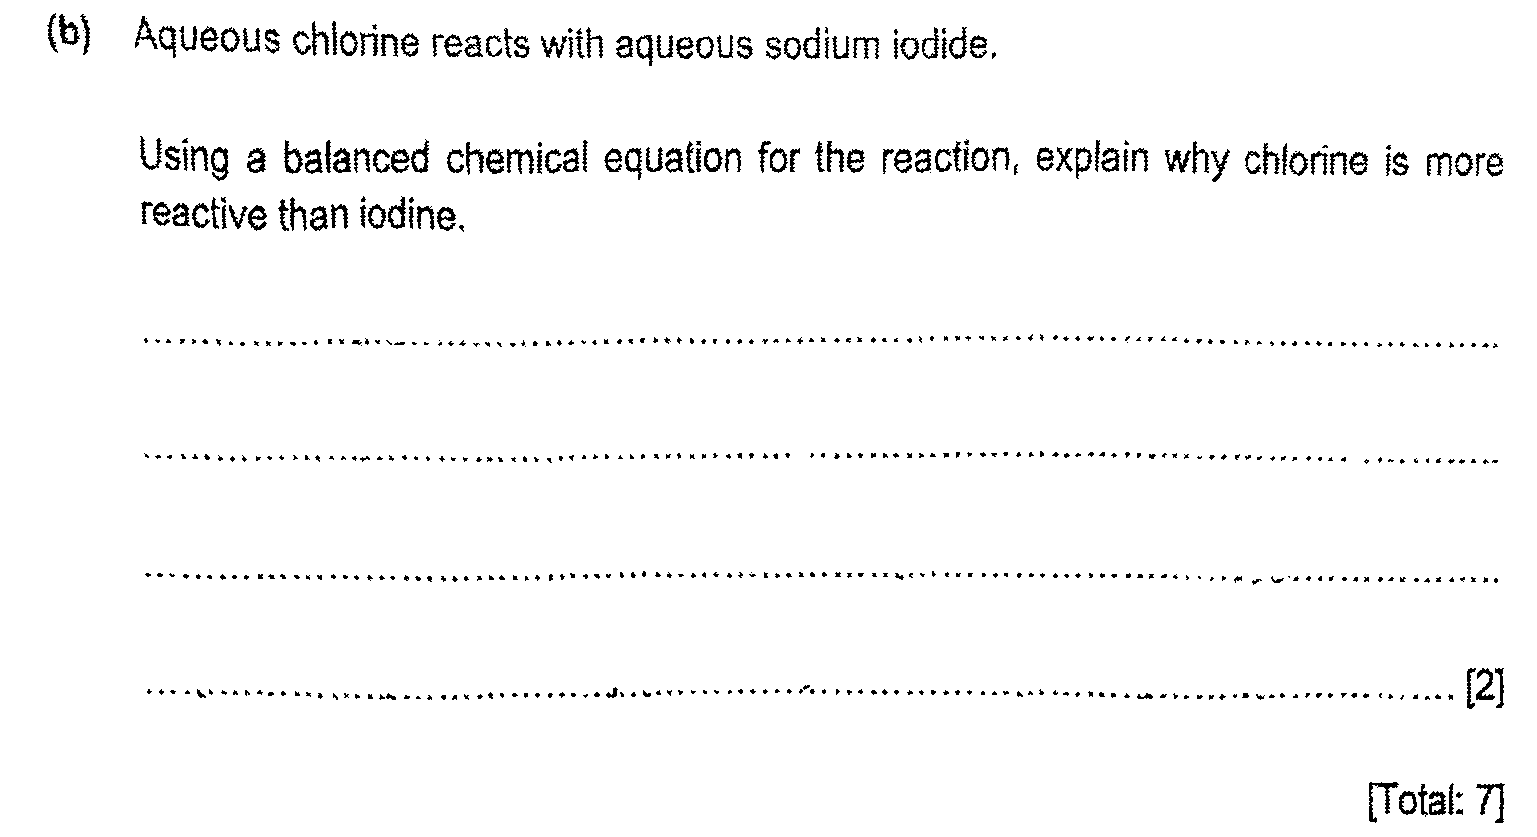 (b) Aqueous chlorine reacts with aqueous sodium iodide.
Using a balanced chemical equation for the reaction, explain why chlorine is more
reactive than iodine.
[2]
[Total: 7]